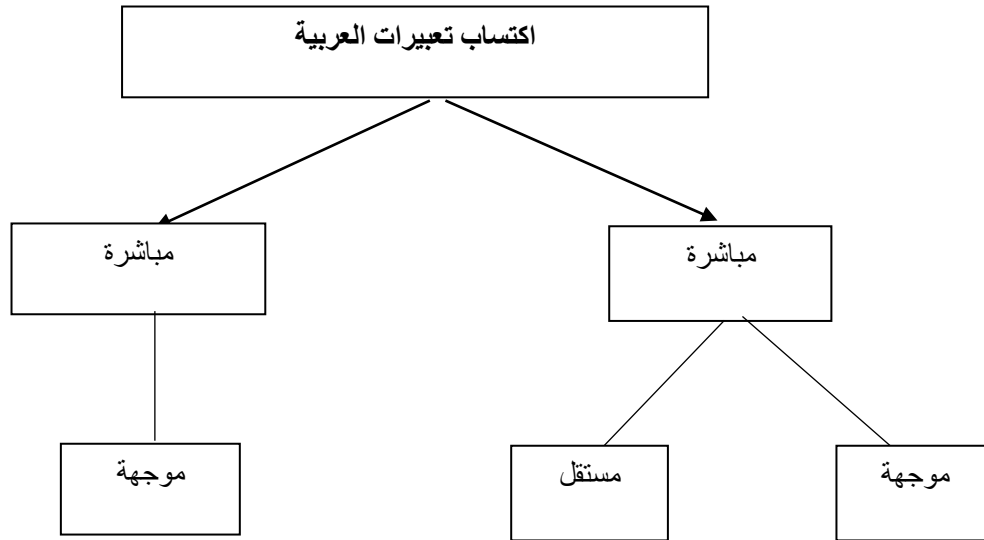 اكتساب تعبيرات العربية
مباشرة
مباشرة
موجهة
مستقل
موجهة